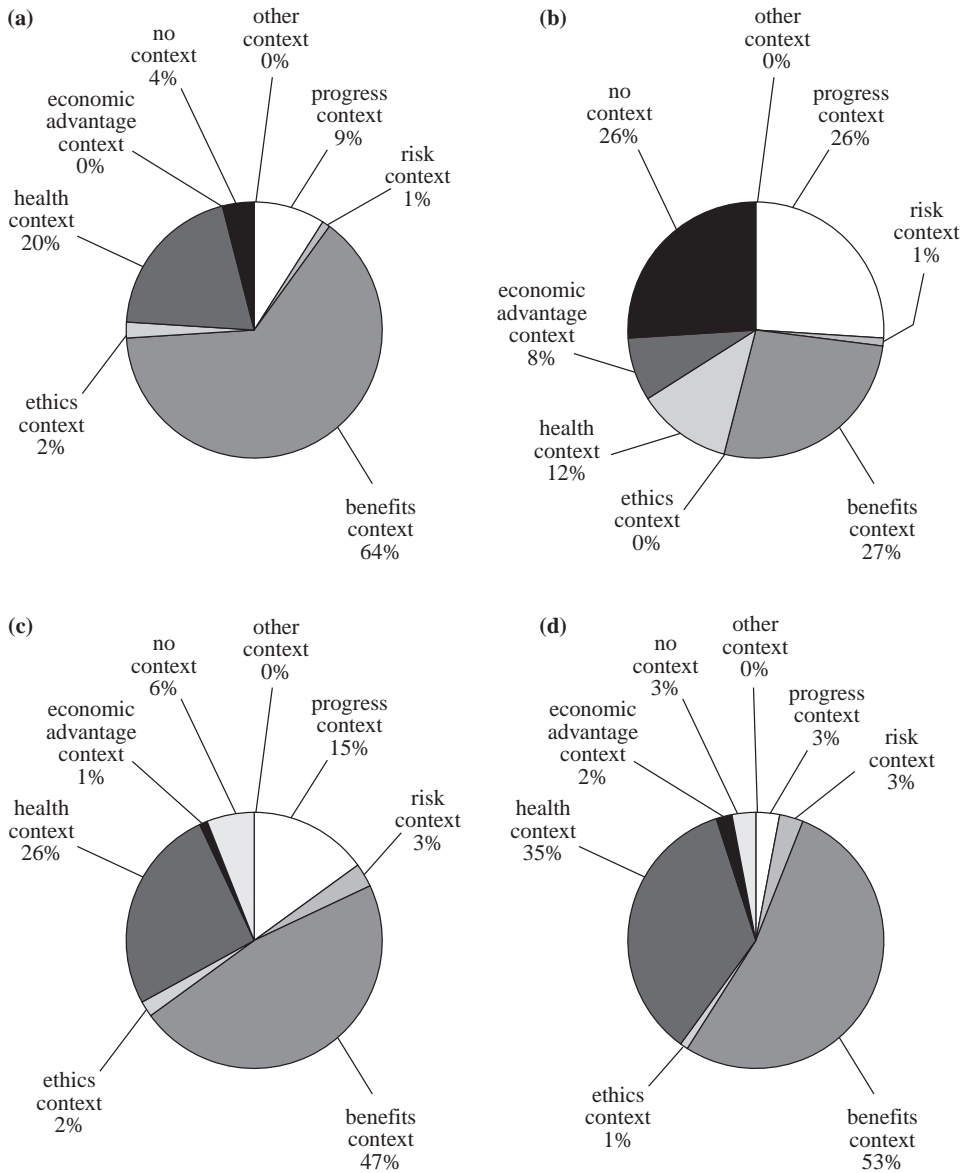 (a)
other
context
0%
no
context
4%
progress
context
9%
economic
advantage
context
0%
risk
context
1%
health
context
20%
ethics
context
2%
benefits
context
64%
(b)
other
context
0%
no
context
26%
progress
context
26%
risk
context
1%
economic
advantage
context
8%
health
context
12%
ethics
context
0%
benefits
context
27%
(c)
other
context
0%
no
context
6%
progress
context
15%
economic
advantage
context
1%
risk
context
3%
health
context
26%
ethics
context
2%
benefits
context
47%
(d)
other
context
0%
no
context
3%
progress
context
3%
economic
advantage
context
2%
risk
context
3%
health
context
35%
ethics
context
1%
benefits
context
53%